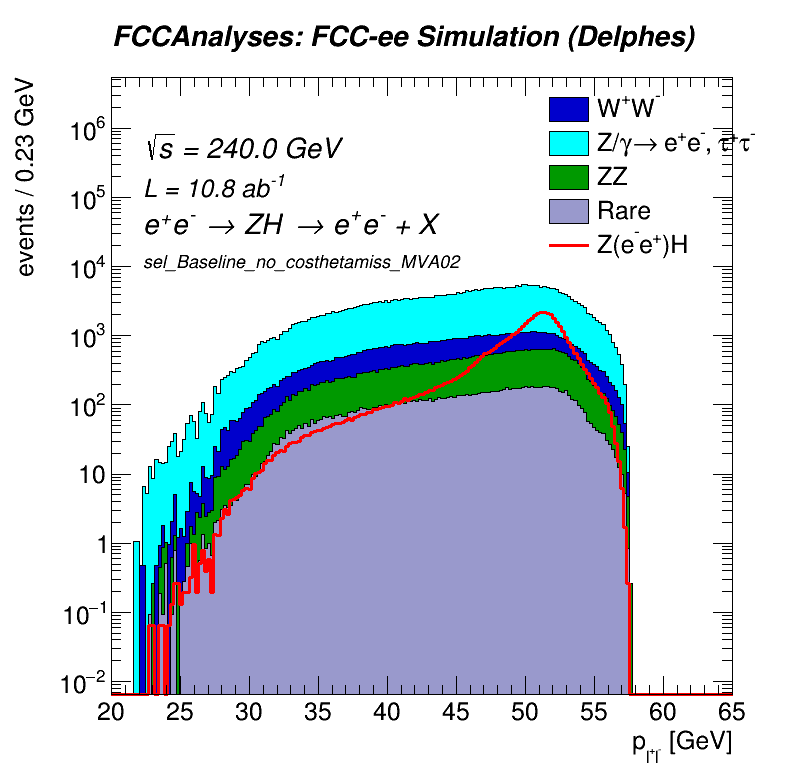 FCCAnalyses: FCC-ee Simulation (Delphes)
events / 0.23 GeV
10⁶
10⁵
10⁴
10³
10²
10
1
10⁻¹
10⁻²
√s = 240.0 GeV
L = 10.8 ab⁻¹
e⁺e⁻ → ZH → e⁺e⁻ + X
sel_Baseline_no_costhetamiss_MVA02
W⁺W⁻
Z/γ→ e⁺e⁻, τ⁺τ⁻
ZZ
Rare
Z(e⁻e⁺)H
20 25 30 35 40 45 50 55 60 65
p_l⁺l⁻ [GeV]